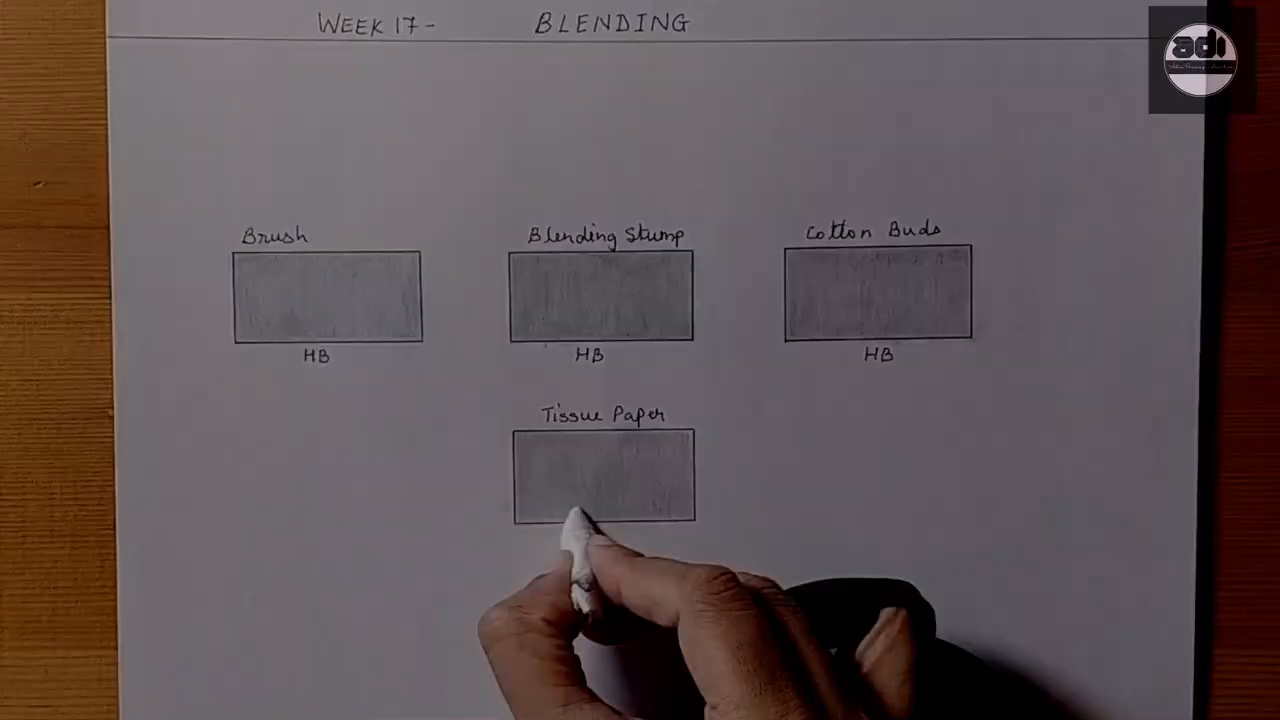 WEEK 17- BLENDING
adi
Brush
Blending Stump
Cotton Buds
HB
HB
HB
Tissue Paper